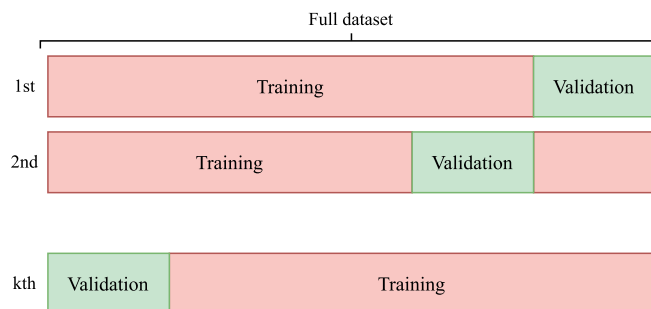 Full dataset
1st Training Validation
2nd Training Validation
kth Validation Training